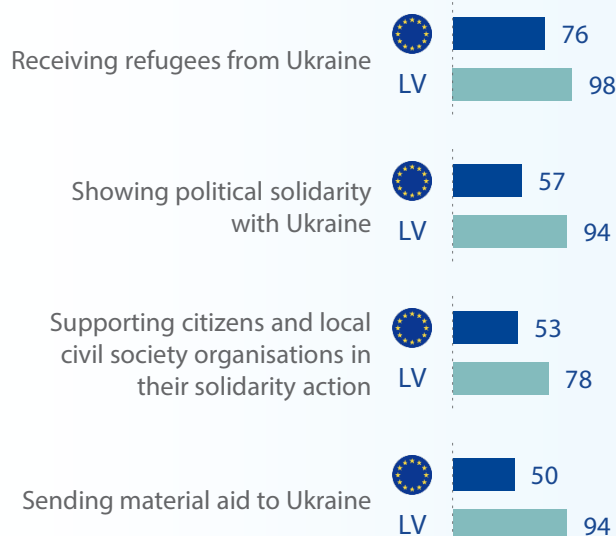 Receiving refugees from Ukraine
76
LV
98
Showing political solidarity
with Ukraine
57
LV
94
Supporting citizens and local
civil society organisations in
their solidarity action
53
LV
78
Sending material aid to Ukraine
50
LV
94